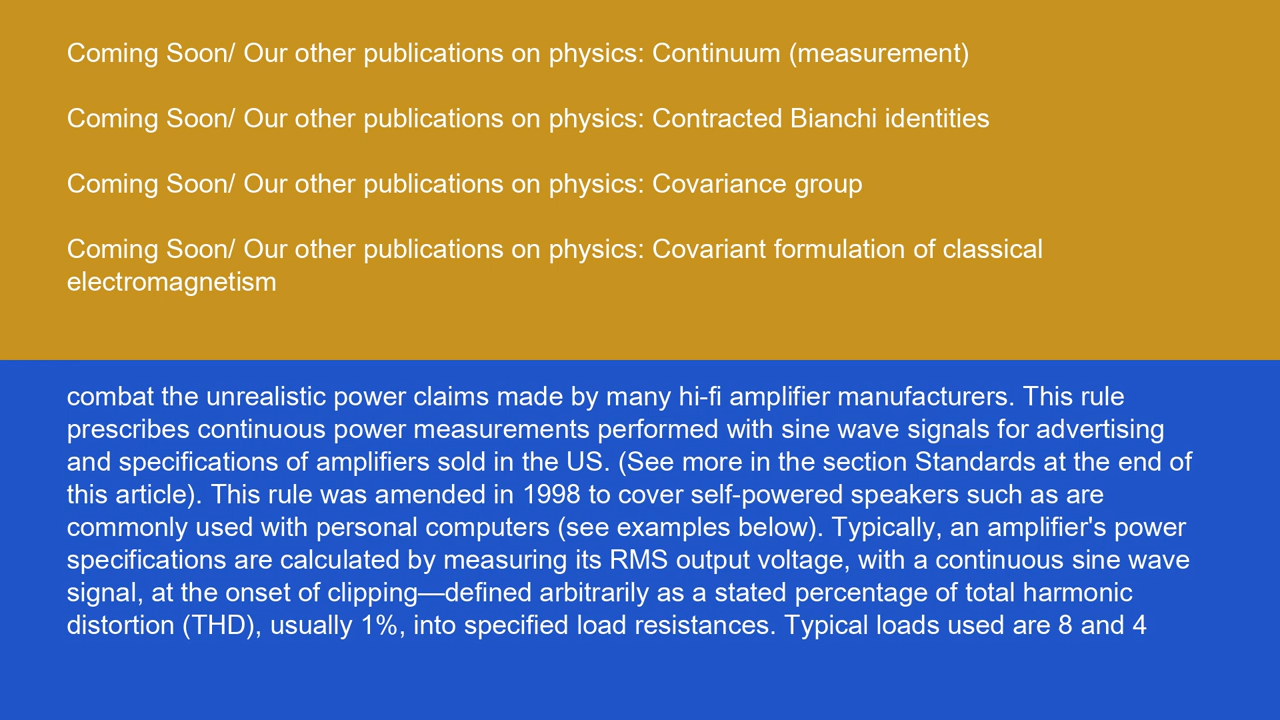 Coming Soon/ Our other publications on physics: Continuum (measurement)
Coming Soon/ Our other publications on physics: Contracted Bianchi identities
Coming Soon/ Our other publications on physics: Covariance group
Coming Soon/ Our other publications on physics: Covariant formulation of classical
electromagnetism
combat the unrealistic power claims made by many hi-fi amplifier manufacturers. This rule
prescribes continuous power measurements performed with sine wave signals for advertising
and specifications of amplifiers sold in the US. (See more in the section Standards at the end of
this article). This rule was amended in 1998 to cover self-powered speakers such as are
commonly used with personal computers (see examples below). Typically, an amplifier's power
specifications are calculated by measuring its RMS output voltage, with a continuous sine wave
signal, at the onset of clipping—defined arbitrarily as a stated percentage of total harmonic
distortion (THD), usually 1%, into specified load resistances. Typical loads used are 8 and 4